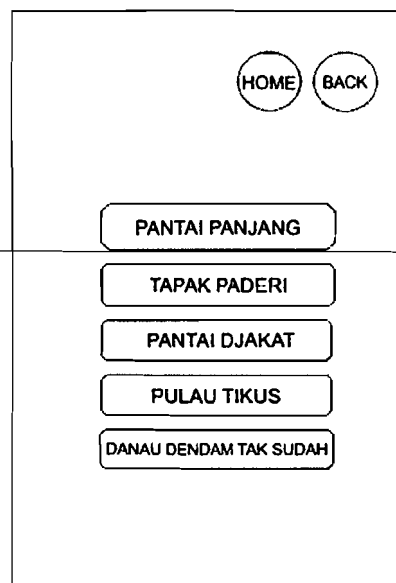 HOME BACK
PANTAI PANJANG
TAPAK PADERI
PANTAI DJAKAT
PULAU TIKUS
DANAU DENDAM TAK SUDAH